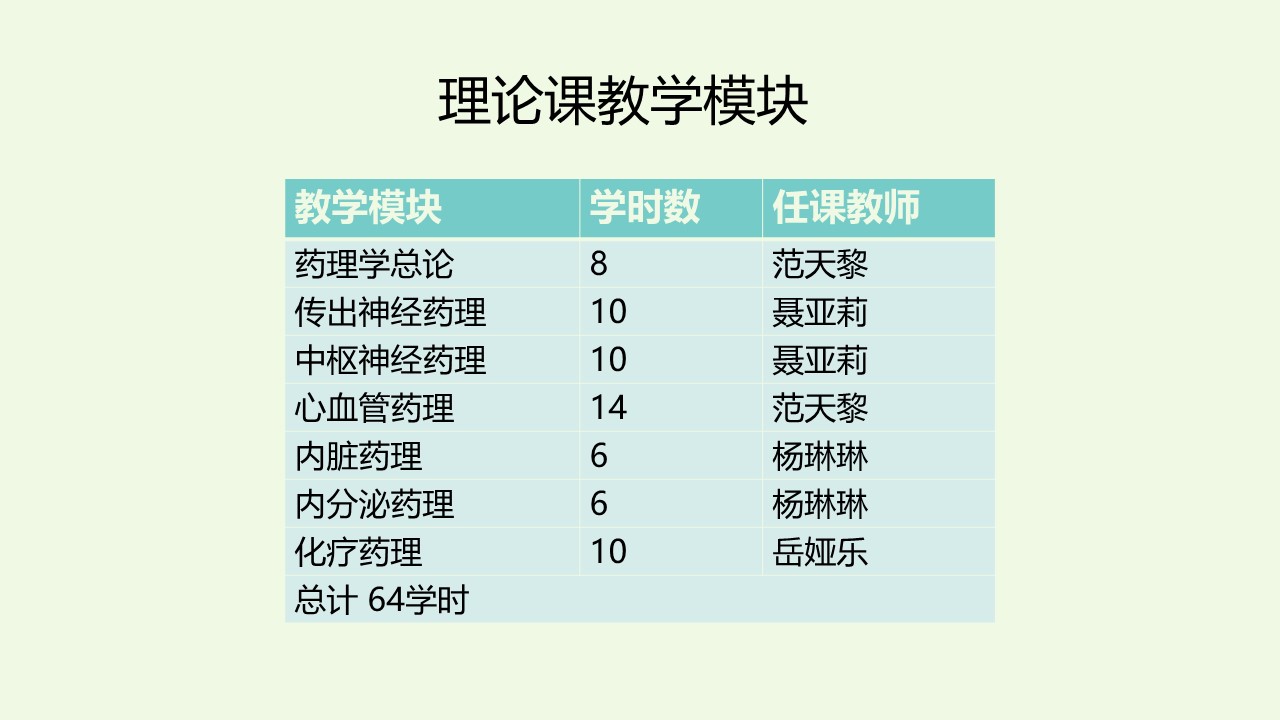 理论课教学模块
教学模块 学时数 任课教师
药理学总论 8 范天黎
传出神经药理 10 聂亚莉
中枢神经药理 10 聂亚莉
心血管药理 14 范天黎
内脏药理 6 杨琳琳
内分泌药理 6 杨琳琳
化疗药理 10 岳娅乐
总计 64学时